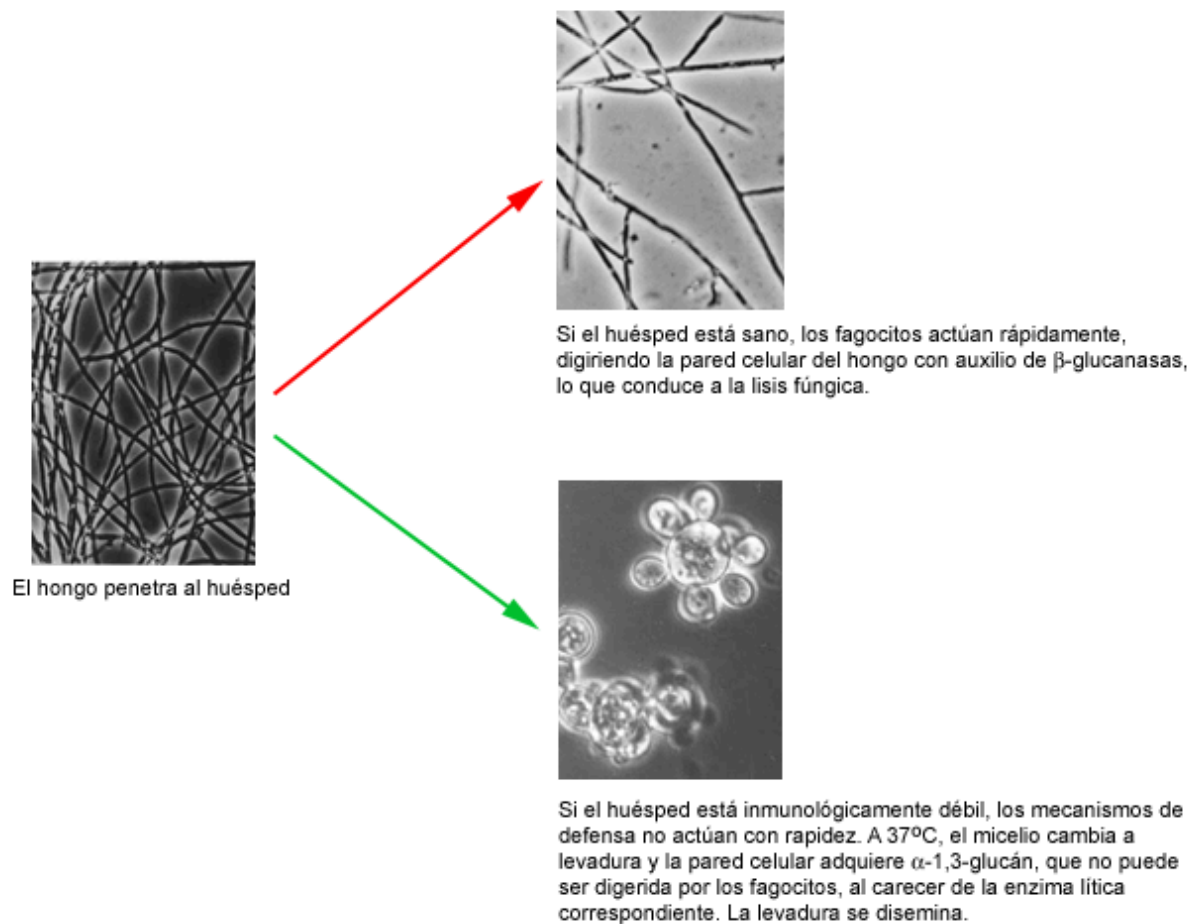 Si el huésped está sano, los fagocitos actúan rápidamente,
digiriendo la pared celular del hongo con auxilio de β-glucanasas,
lo que conduce a la lisis fúngica.
El hongo penetra al huésped
Si el huésped está inmunológicamente débil, los mecanismos de
defensa no actúan con rapidez. A 37ºC, el micelio cambia a
levadura y la pared celular adquiere α-1,3-glucán, que no puede
ser digerida por los fagocitos, al carecer de la enzima lítica
correspondiente. La levadura se disemina.